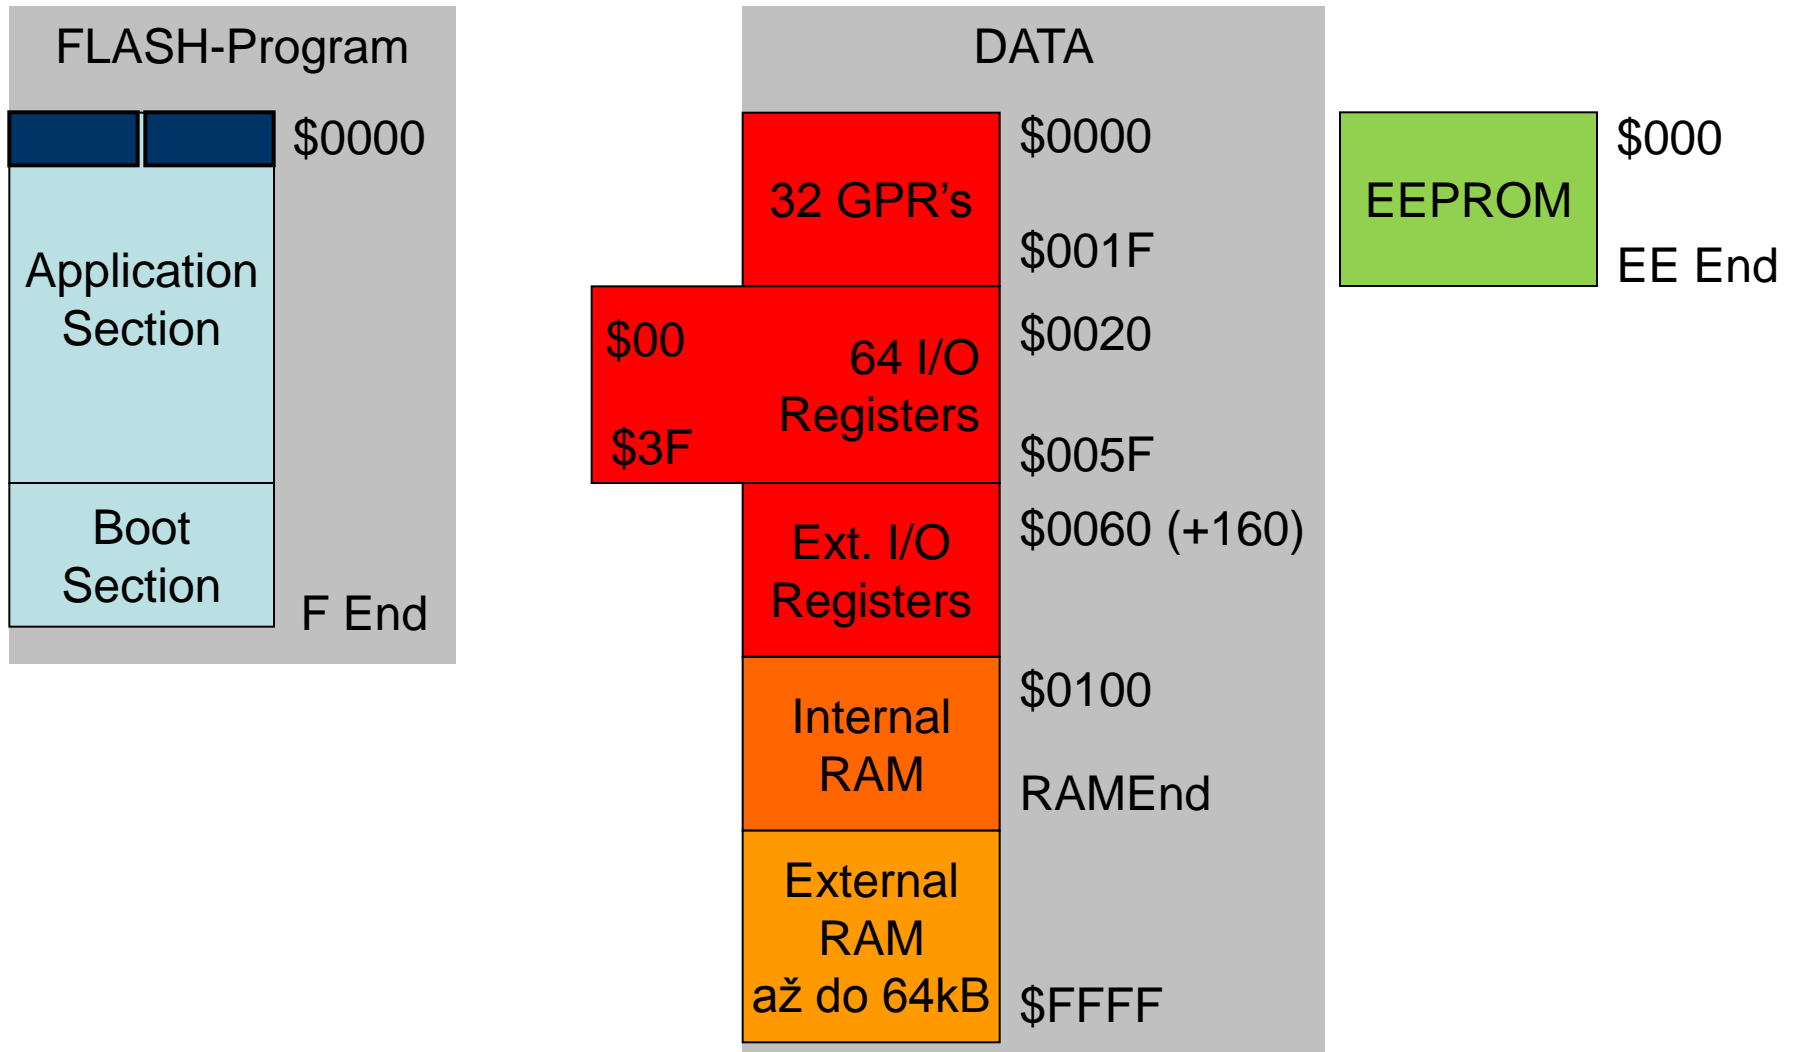 FLASH-Program
$0000
Application
Section
Boot
Section
F End
DATA
32 GPR’s
$0000
$001F
$00
$3F
64 I/O
Registers
$0020
$005F
Ext. I/O
Registers
$0060 (+160)
Internal
RAM
$0100
RAMEnd
External
RAM
až do 64kB
$FFFF
EEPROM
$000
EE End